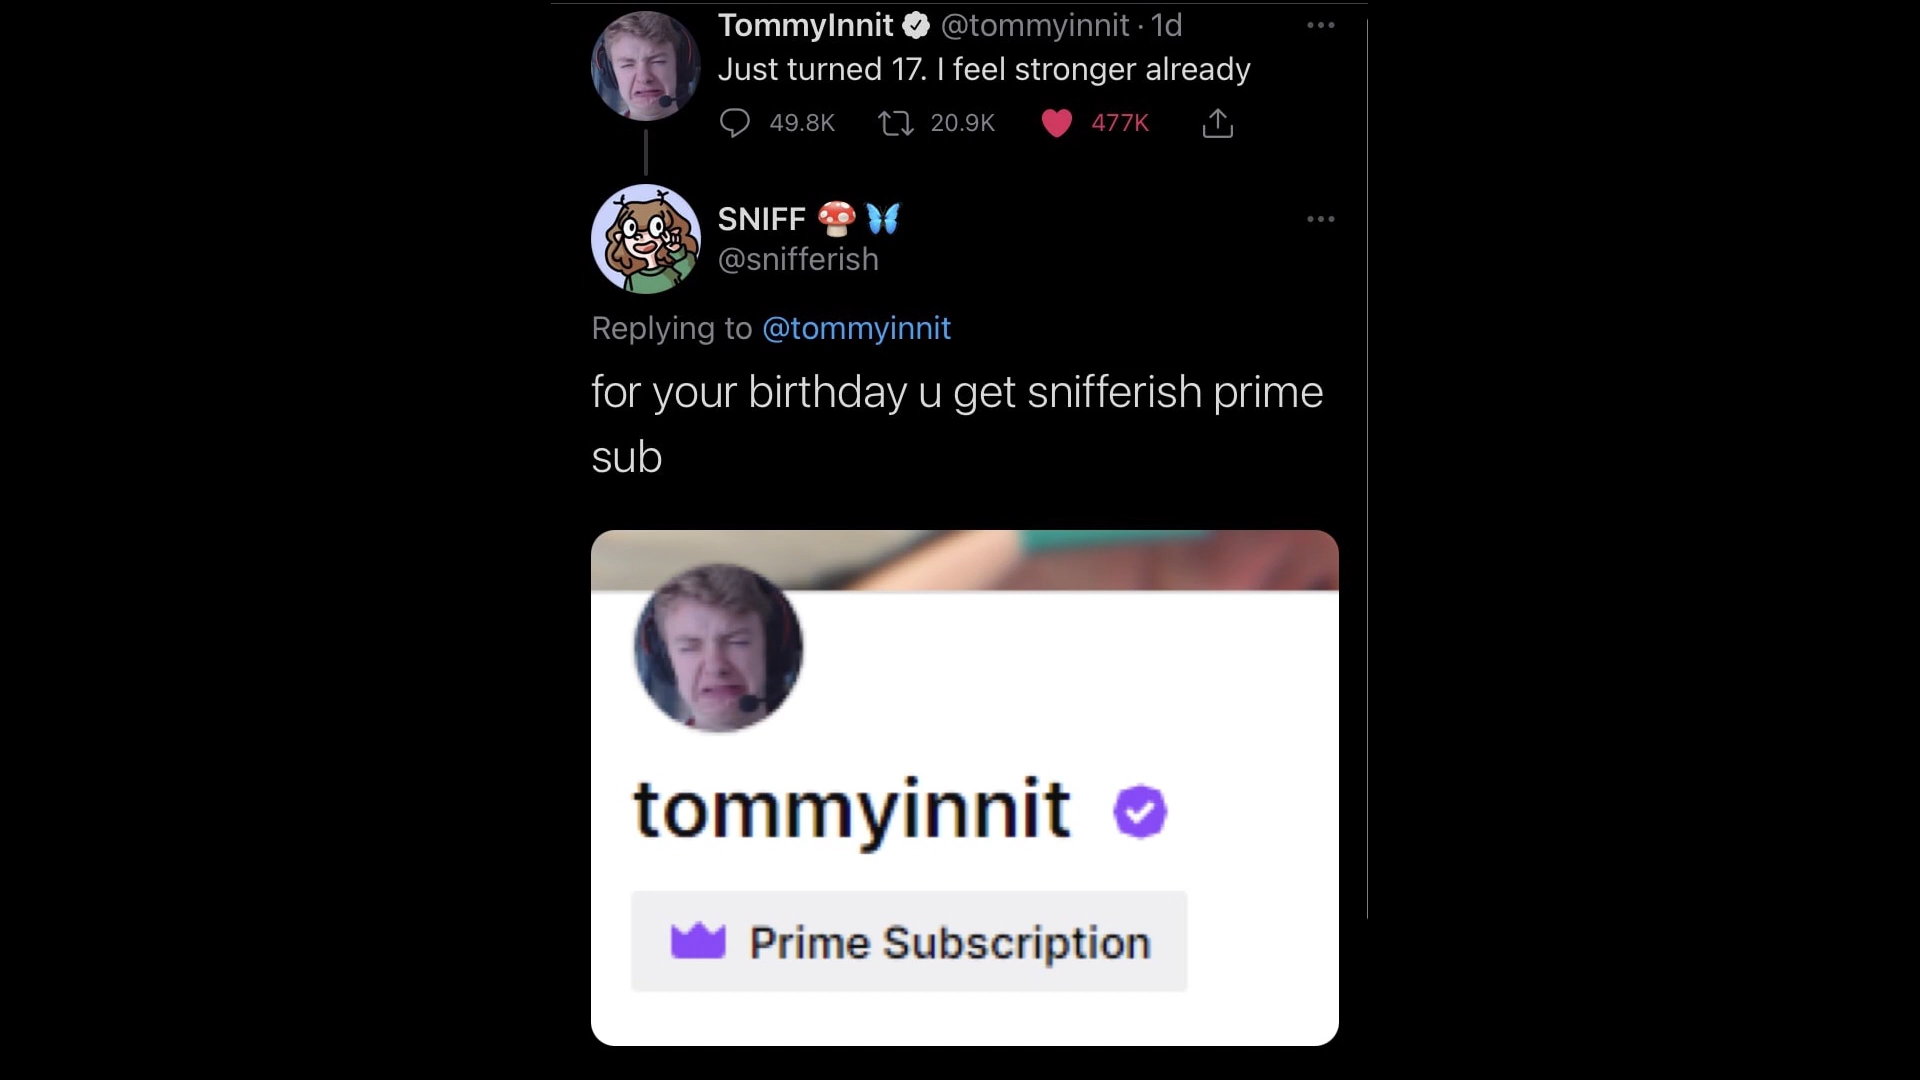 TommyInnit @tommyinnit · 1d
Just turned 17. I feel stronger already
49.8K 20.9K 477K
SNIFF 🍄🦋
@snifferish
Replying to @tommyinnit
for your birthday u get snifferish prime
sub
tommyinnit
Prime Subscription